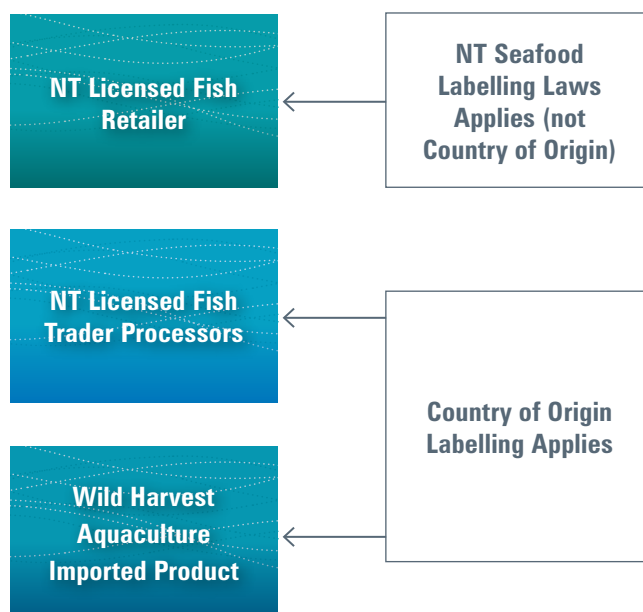 NT Licensed Fish
Retailer
NT Seafood
Labelling Laws
Applies (not
Country of Origin)
NT Licensed Fish
Trader Processors
Country of Origin
Labelling Applies
Wild Harvest
Aquaculture
Imported Product